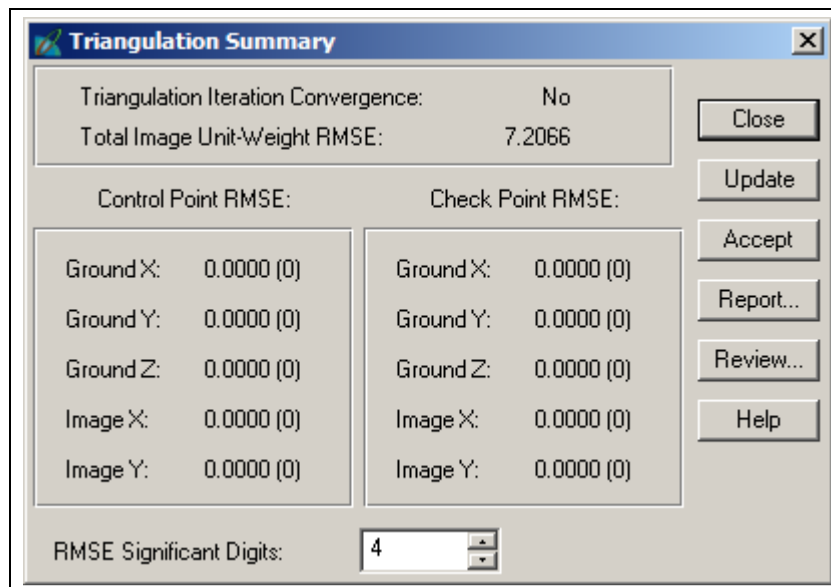 Triangulation Summary
Triangulation Iteration Convergence: No
Total Image Unit-Weight RMSE: 7.2066
Control Point RMSE:
Ground X: 0.0000 (0)
Ground Y: 0.0000 (0)
Ground Z: 0.0000 (0)
Image X: 0.0000 (0)
Image Y: 0.0000 (0)
Check Point RMSE:
Ground X: 0.0000 (0)
Ground Y: 0.0000 (0)
Ground Z: 0.0000 (0)
Image X: 0.0000 (0)
Image Y: 0.0000 (0)
RMSE Significant Digits: 4
Close
Update
Accept
Report...
Review...
Help